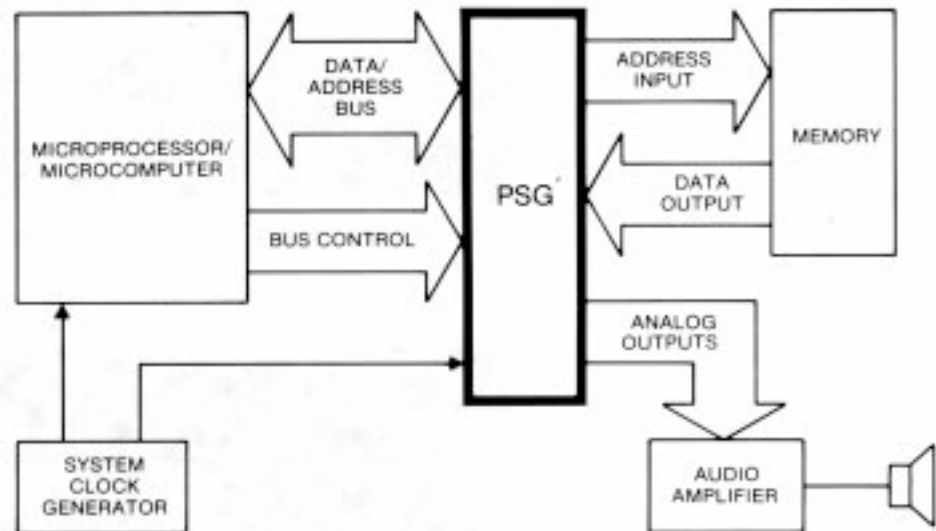 MICROPROCESSOR/
MICROCOMPUTER
DATA/
ADDRESS
BUS
BUS CONTROL
PSG
ADDRESS
INPUT
MEMORY
DATA
OUTPUT
ANALOG
OUTPUTS
SYSTEM
CLOCK
GENERATOR
AUDIO
AMPLIFIER